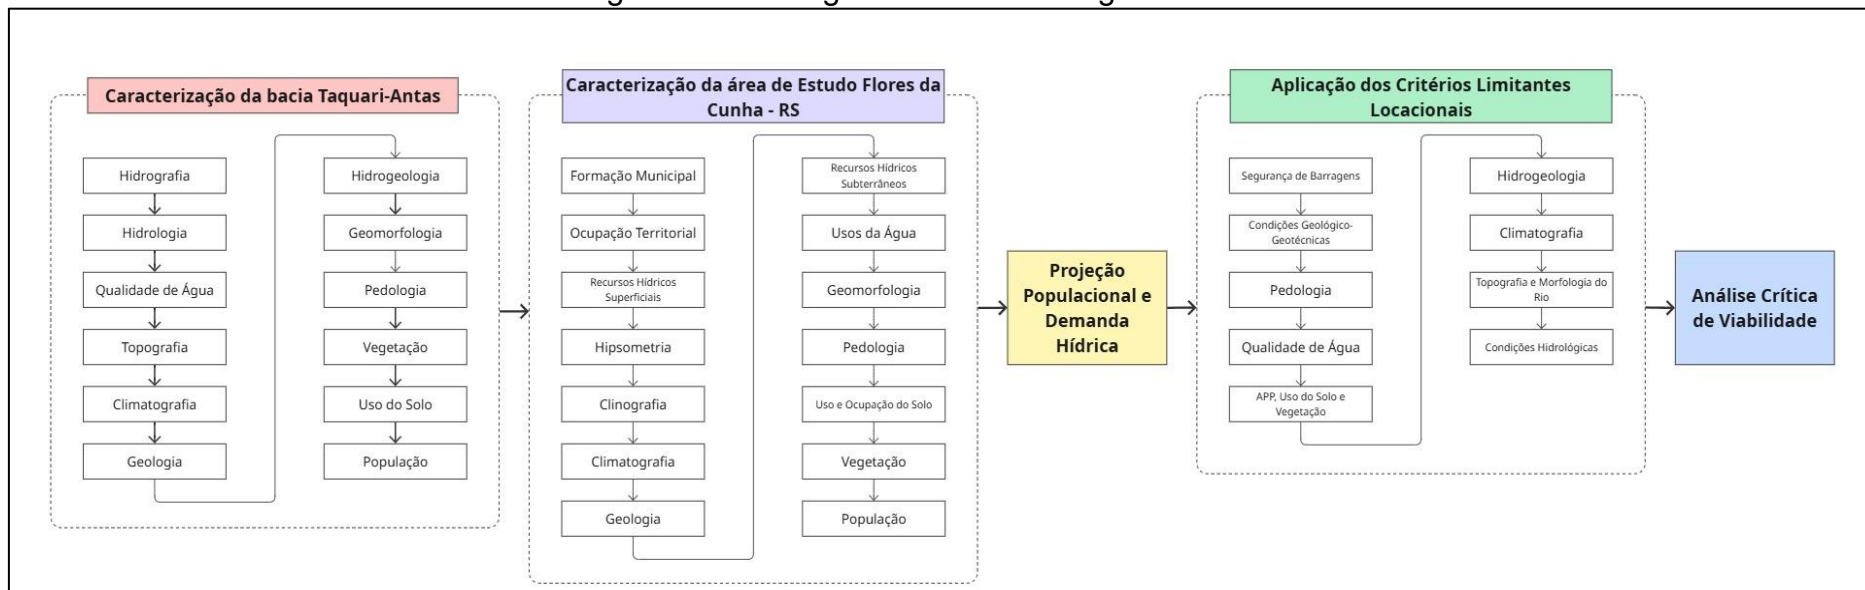 Caracterização da bacia Taquari-Antas
Hidrografia
Hidrologia
Qualidade de Água
Topografia
Climatografia
Geologia
Hidrogeologia
Geomorfologia
Pedologia
Vegetação
Uso do Solo
População
Caracterização da área de Estudo Flores da
Cunha - RS
Formação Municipal
Ocupação Territorial
Recursos Hídricos
Superficiais
Hipsometria
Clinografia
Climatografia
Geologia
Recursos Hídricos
Subterrâneos
Usos da Água
Geomorfologia
Pedologia
Uso e Ocupação do Solo
Vegetação
População
Projeção
Populacional e
Demanda
Hídrica
Aplicação dos Critérios Limitantes
Locacionais
Segurança de Barragens
Condições Geológico-
Geotécnicas
Pedologia
Qualidade de Água
APP, Uso do Solo e
Vegetação
Hidrogeologia
Climatografia
Topografia e Morfologia do
Rio
Condições Hidrológicas
Análise Crítica
de Viabilidade